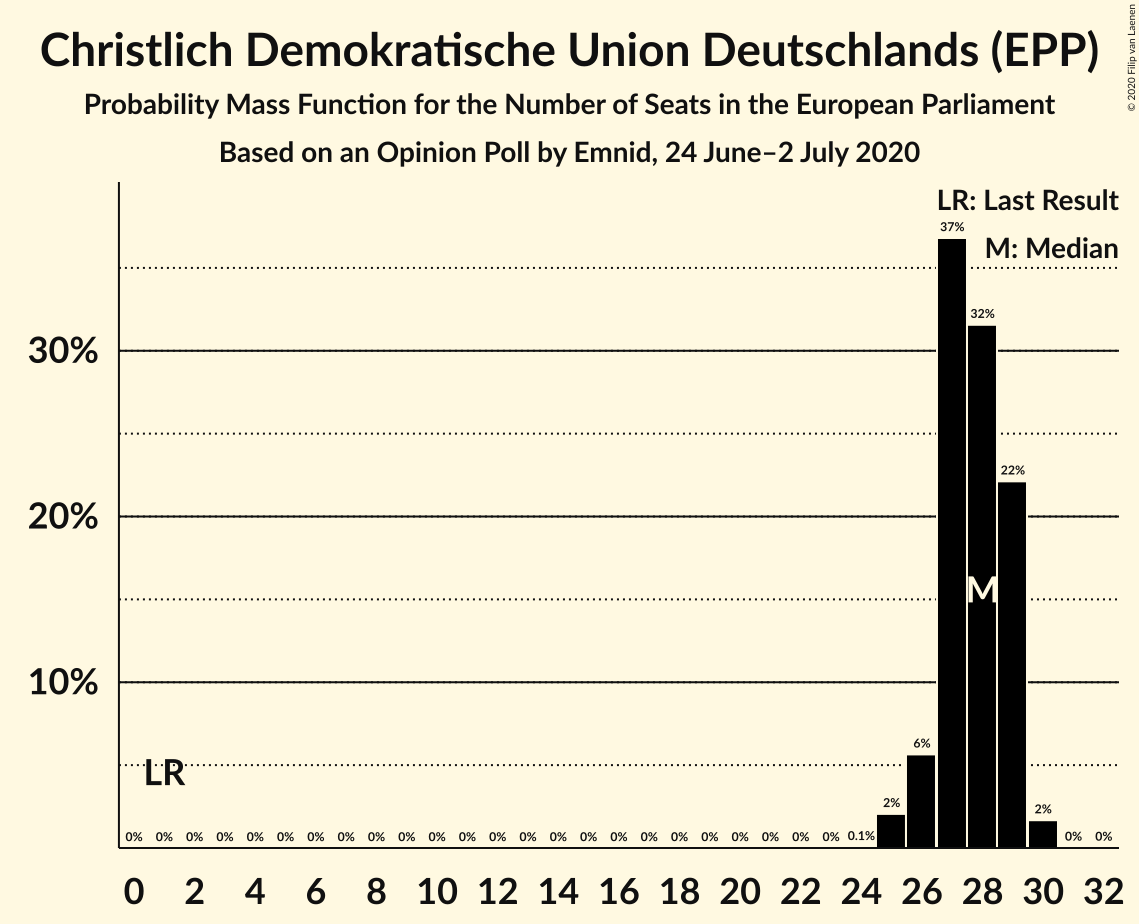 Christlich Demokratische Union Deutschlands (EPP)
Probability Mass Function for the Number of Seats in the European Parliament
Based on an Opinion Poll by Emnid, 24 June–2 July 2020
© 2020 Filip van Laenen
LR: Last Result
M: Median
37%
32%
30%
22%
20%
M
10%
6%
LR
2%
2%
0% 0% 0% 0% 0% 0% 0% 0% 0% 0% 0% 0% 0% 0% 0% 0% 0% 0% 0% 0% 0% 0% 0% 0% 0.1% 0% 0%
0 2 4 6 8 10 12 14 16 18 20 22 24 26 28 30 32